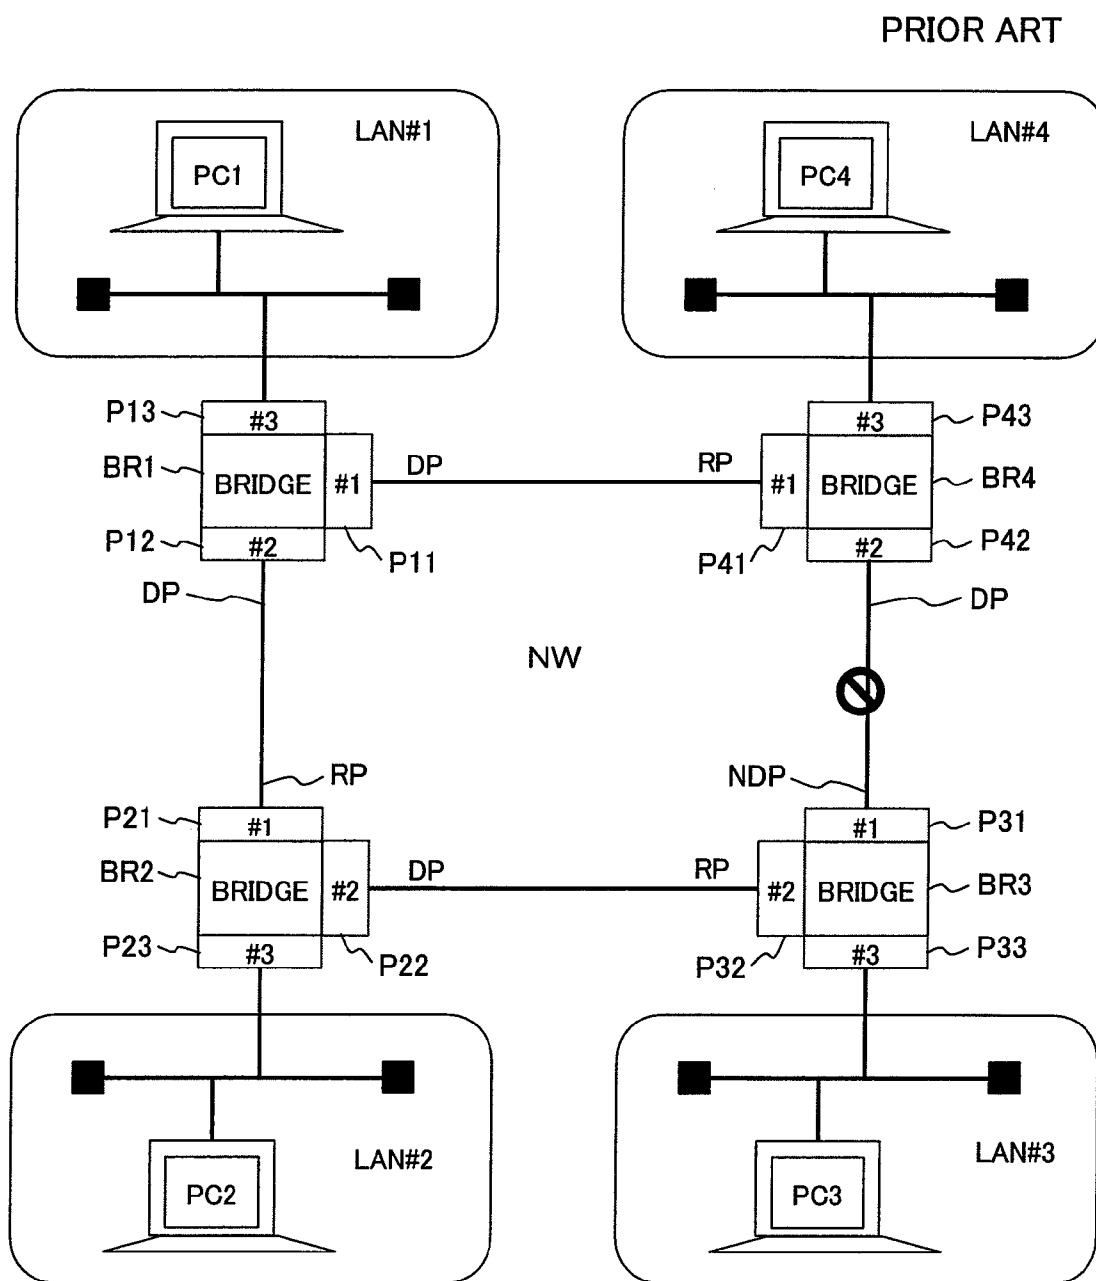 PRIOR ART
LAN#1
PC1
LAN#4
PC4
P13
#3
BR1
BRIDGE
#1
DP
P12
#2
P11
RP
#3
P43
#1
BRIDGE
BR4
P41
#2
P42
DP
DP
NW
RP
NDP
P21
#1
BR2
BRIDGE
#2
DP
P23
#3
P22
RP
#1
P31
#2
BRIDGE
BR3
P32
#3
P33
LAN#2
PC2
LAN#3
PC3